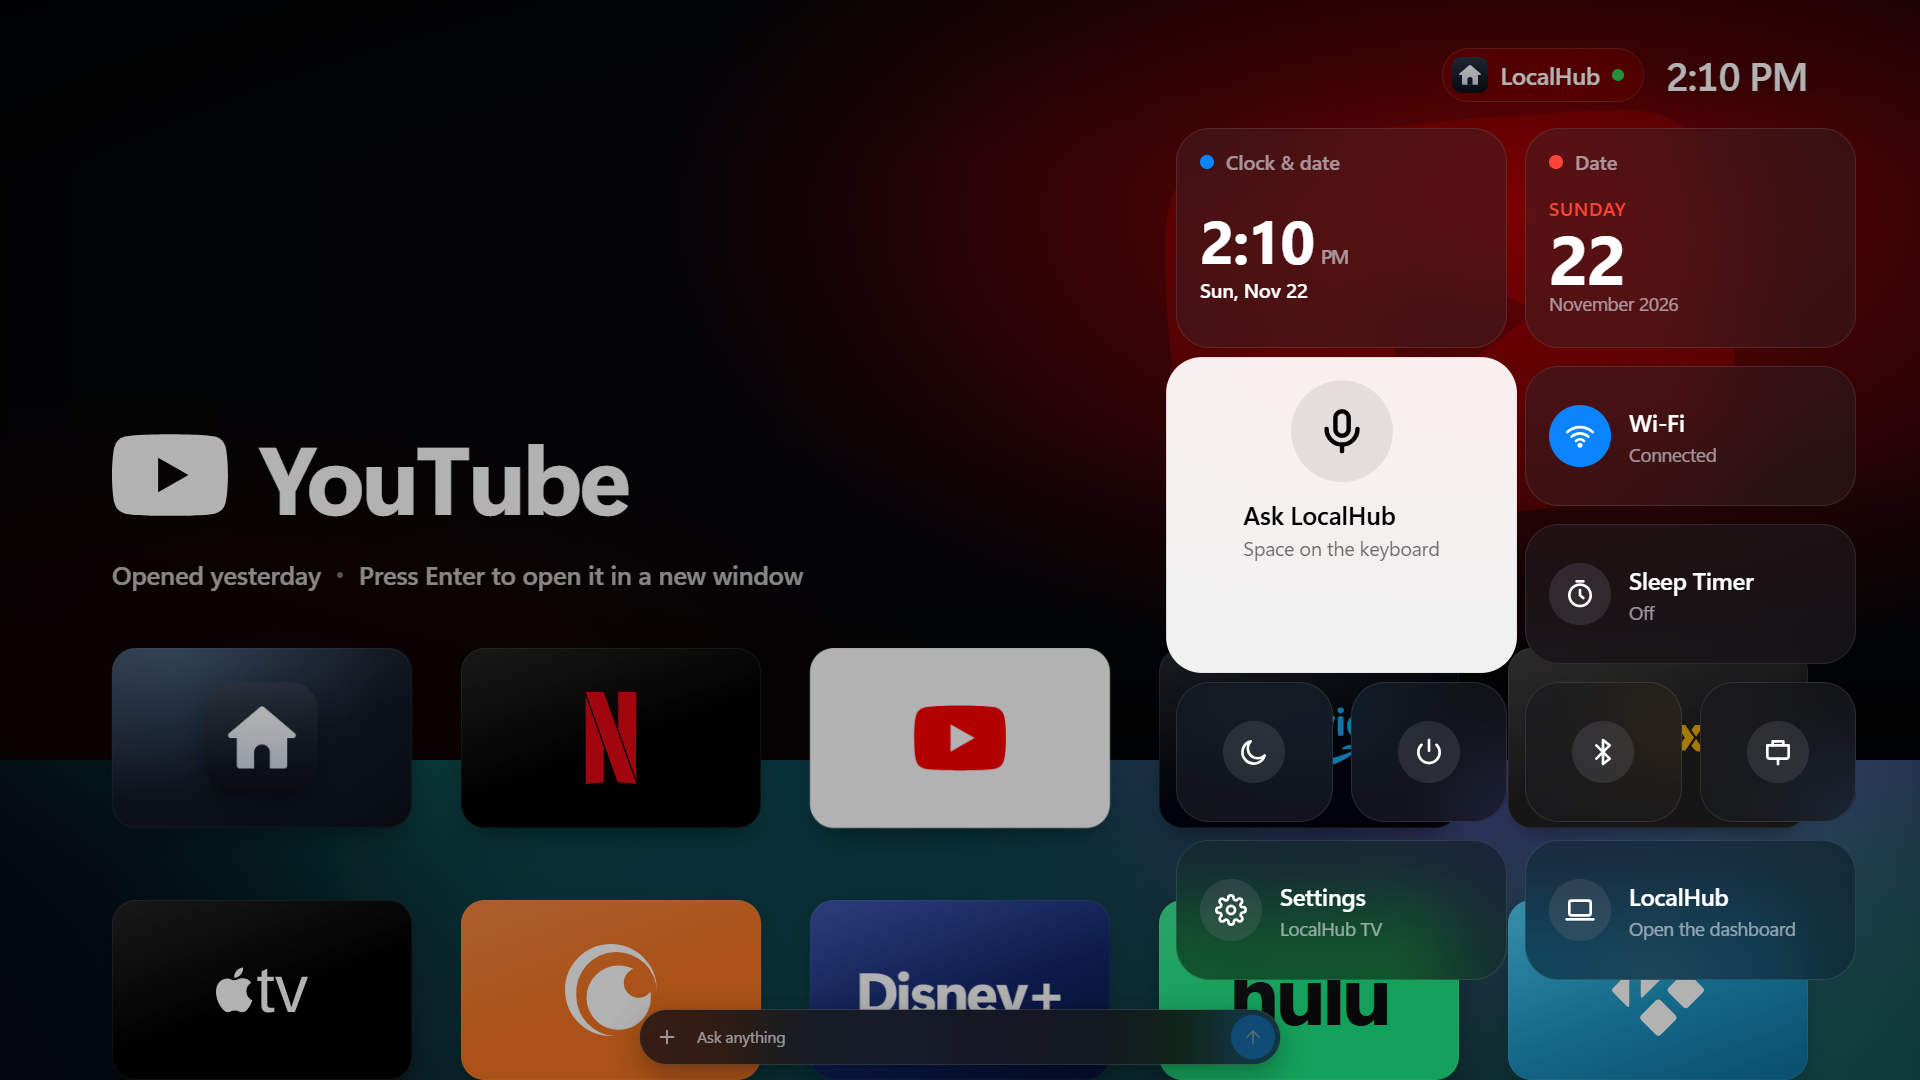 LocalHub
2:10 PM
Clock & date
2:10 PM
Sun, Nov 22
Date
SUNDAY
22
November 2026
Ask LocalHub
Space on the keyboard
Wi-Fi
Connected
Sleep Timer
Off
YouTube
Opened yesterday • Press Enter to open it in a new window
N
Settings
LocalHub TV
LocalHub
Open the dashboard
tv
Disney+
hulu
Ask anything